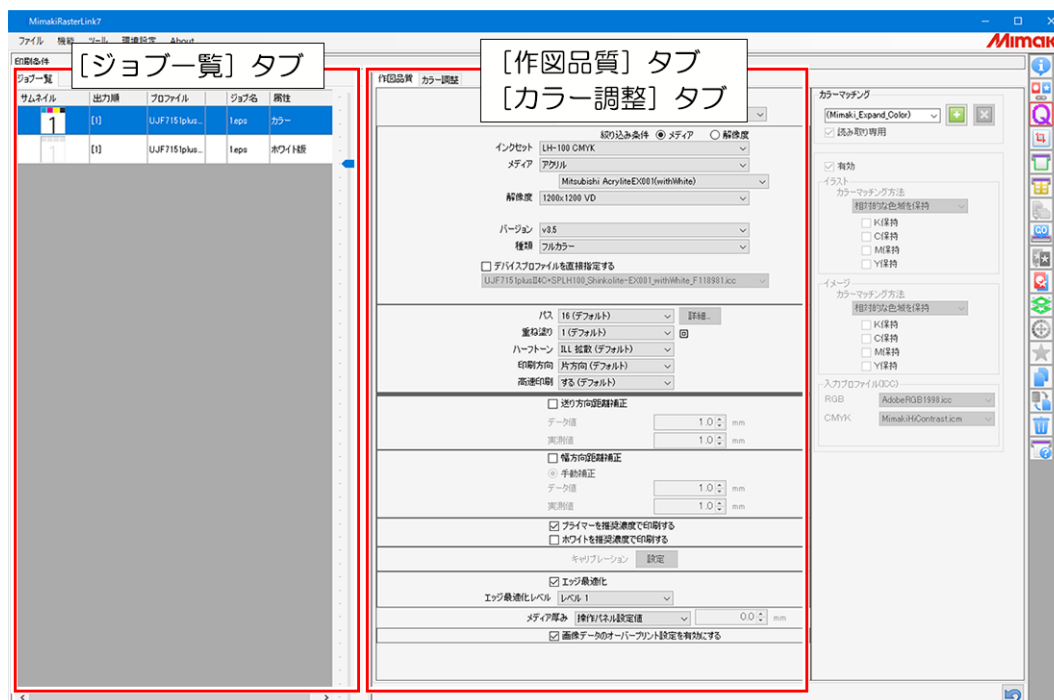 MimakiRasterLink7
ファイル 機能 ツール 環境設定 About
Mimaki
印刷条件
[ジョブ一覧] タブ
[作図品質] タブ
[カラー調整] タブ
ジョブ一覧
サムネイル 出力順 プロファイル ジョブ名 属性
1 [1] UJF7151plus... 1.eps カラー
1 [1] UJF7151plus... 1.eps ホワイト版
作図品質 カラー調整
絞り込み条件 メディア 解像度
インクセット LH-100 CMYK
メディア アクリル
Mitsubishi AcryliteEX001(withWhite)
解像度 1200x1200 VD
バージョン v3.5
種類 フルカラー
デバイスプロファイルを直接指定する
UJF7151plusII4C+SPLH100_Shinkolite-EX001_withWhite_F118981.icc
パス 16 (デフォルト) 詳細...
重ね塗り 1 (デフォルト)
ハーフトーン ILL 拡散 (デフォルト)
印刷方向 片方向 (デフォルト)
高速印刷 する (デフォルト)
送り方向距離補正
データ値 1.0 mm
実測値 1.0 mm
幅方向距離補正
手動補正
データ値 1.0 mm
実測値 1.0 mm
プライマーを推奨濃度で印刷する
ホワイトを推奨濃度で印刷する
キャリブレーション 設定
エッジ最適化
エッジ最適化レベル レベル 1
メディア厚み 操作パネル設定値 0.0 mm
画像データのオーバープリント設定を有効にする
カラーマッチング
(Mimaki_Expand_Color)
読み取り専用
有効
イラスト
カラーマッチング方法
相対的な色域を保持
K保持
C保持
M保持
Y保持
イメージ
カラーマッチング方法
相対的な色域を保持
K保持
C保持
M保持
Y保持
入力プロファイル(ICC)
RGB AdobeRGB1998.icc
CMYK MimakiHiContrast.icm